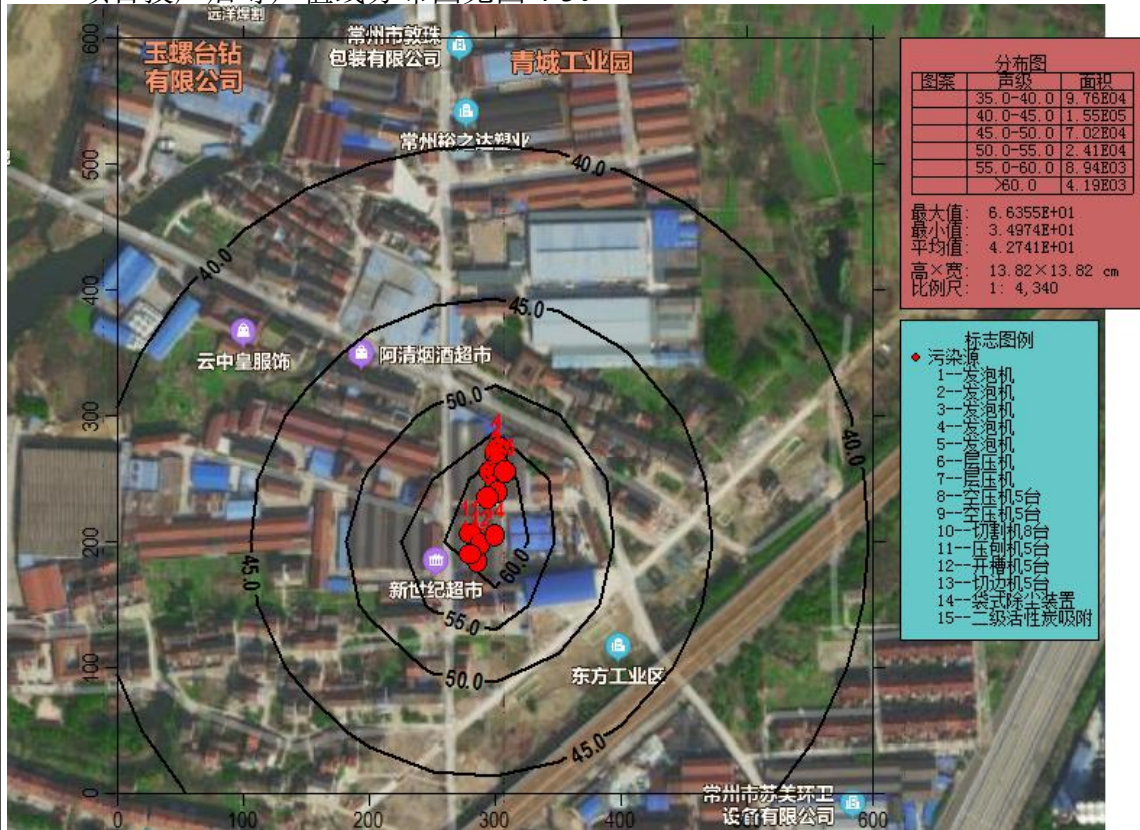 远洋焊割
常州市敦珠
包装有限公司
玉螺台钻
有限公司
青城工业园
常州裕之达塑业
阿清烟酒超市
云中皇服饰
新世纪超市
东方工业区
常州市苏美环卫
设备有限公司
600
500
400
300
200
100
0
0
100
200
300
400
600
40.0
40.0
40.0
45.0
45.0
45.0
50.0
50.0
55.0
60.0
分布图
图案 声级 面积
35.0-40.0 9.76E04
40.0-45.0 1.55E05
45.0-50.0 7.02E04
50.0-55.0 2.41E04
55.0-60.0 8.94E03
>60.0 4.19E03
最大值: 6.6355E+01
最小值: 3.4974E+01
平均值: 4.2741E+01
高×宽: 13.82×13.82 cm
比例尺: 1: 4,340
标志图例
污染源
1--发泡机
2--发泡机
3--发泡机
4--发泡机
5--发泡机
6--层压机
7--层压机
8--空压机5台
9--空压机5台
10--切割机8台
11--压刨机5台
12--开槽机5台
13--切边机5台
14--袋式除尘装置
15--二级活性炭吸附